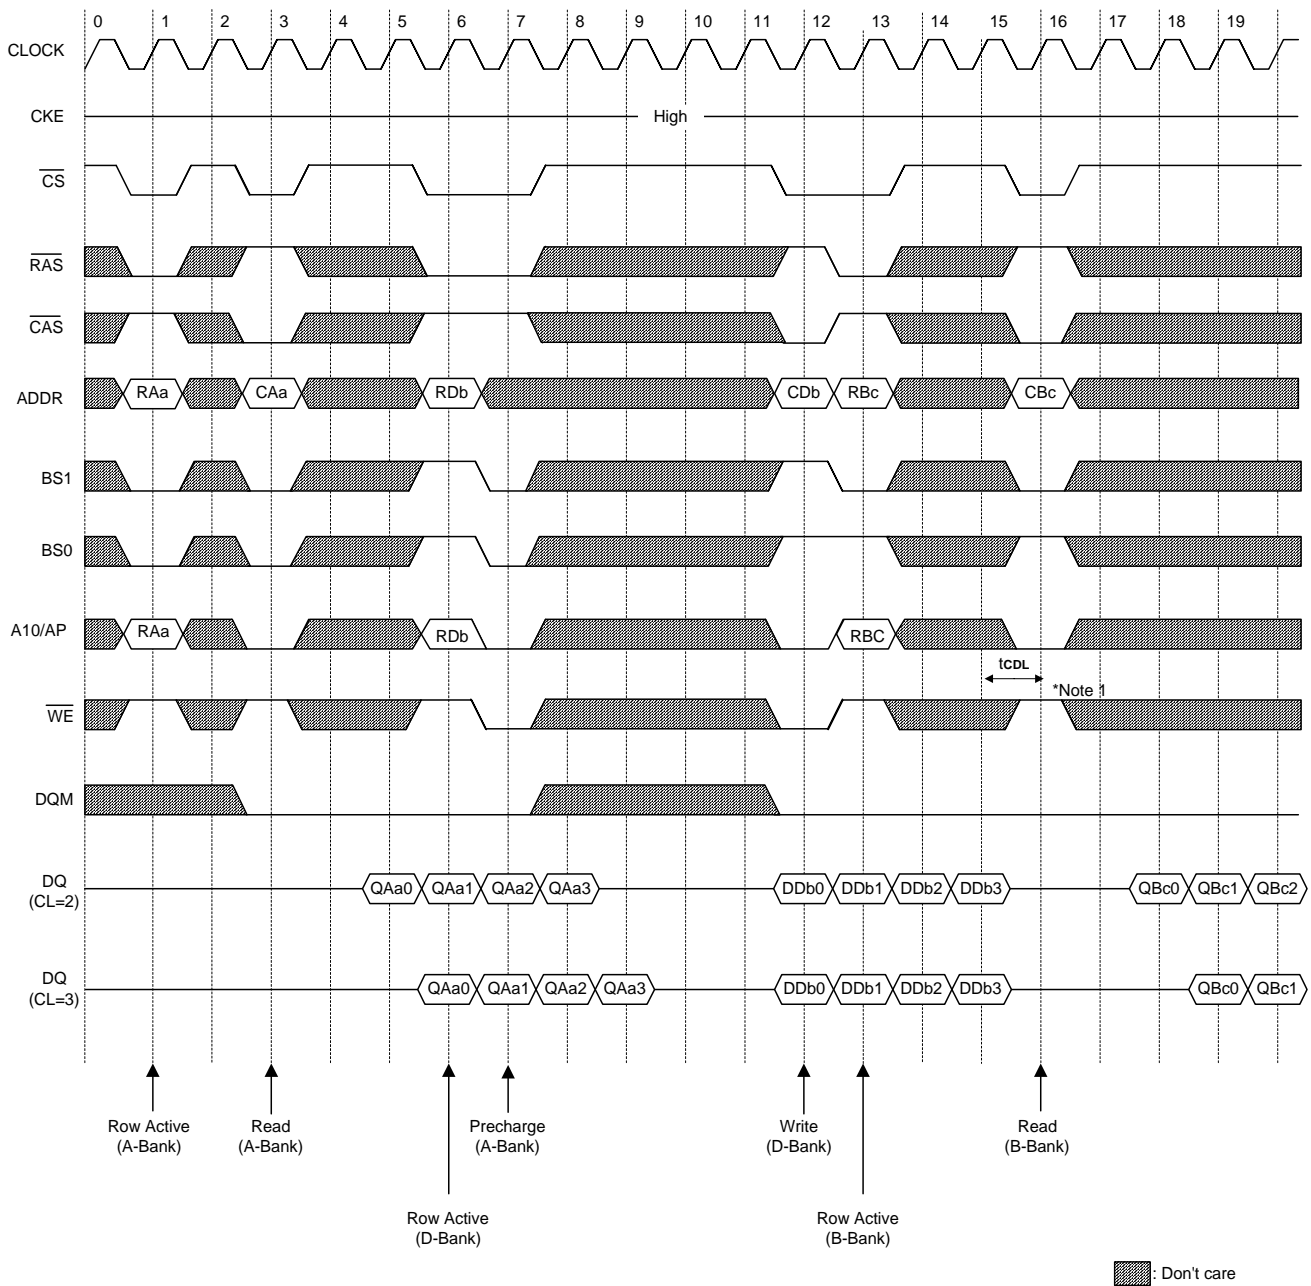 0 1 2 3 4 5 6 7 8 9 10 11 12 13 14 15 16 17 18 19
CLOCK
CKE
High
CS
RAS
CAS
ADDR
RAa CAa RDb CDb RBc CBc
BS1
BS0
A10/AP
RAa RDb RBC
tCDL
*Note 1
WE
DQM
DQ
(CL=2)
QAa0 QAa1 QAa2 QAa3 DDb0 DDb1 DDb2 DDb3 QBc0 QBc1 QBc2
DQ
(CL=3)
QAa0 QAa1 QAa2 QAa3 DDb0 DDb1 DDb2 DDb3 QBc0 QBc1
Row Active
(A-Bank)
Read
(A-Bank)
Precharge
(A-Bank)
Write
(D-Bank)
Read
(B-Bank)
Row Active
(D-Bank)
Row Active
(B-Bank)
: Don't care